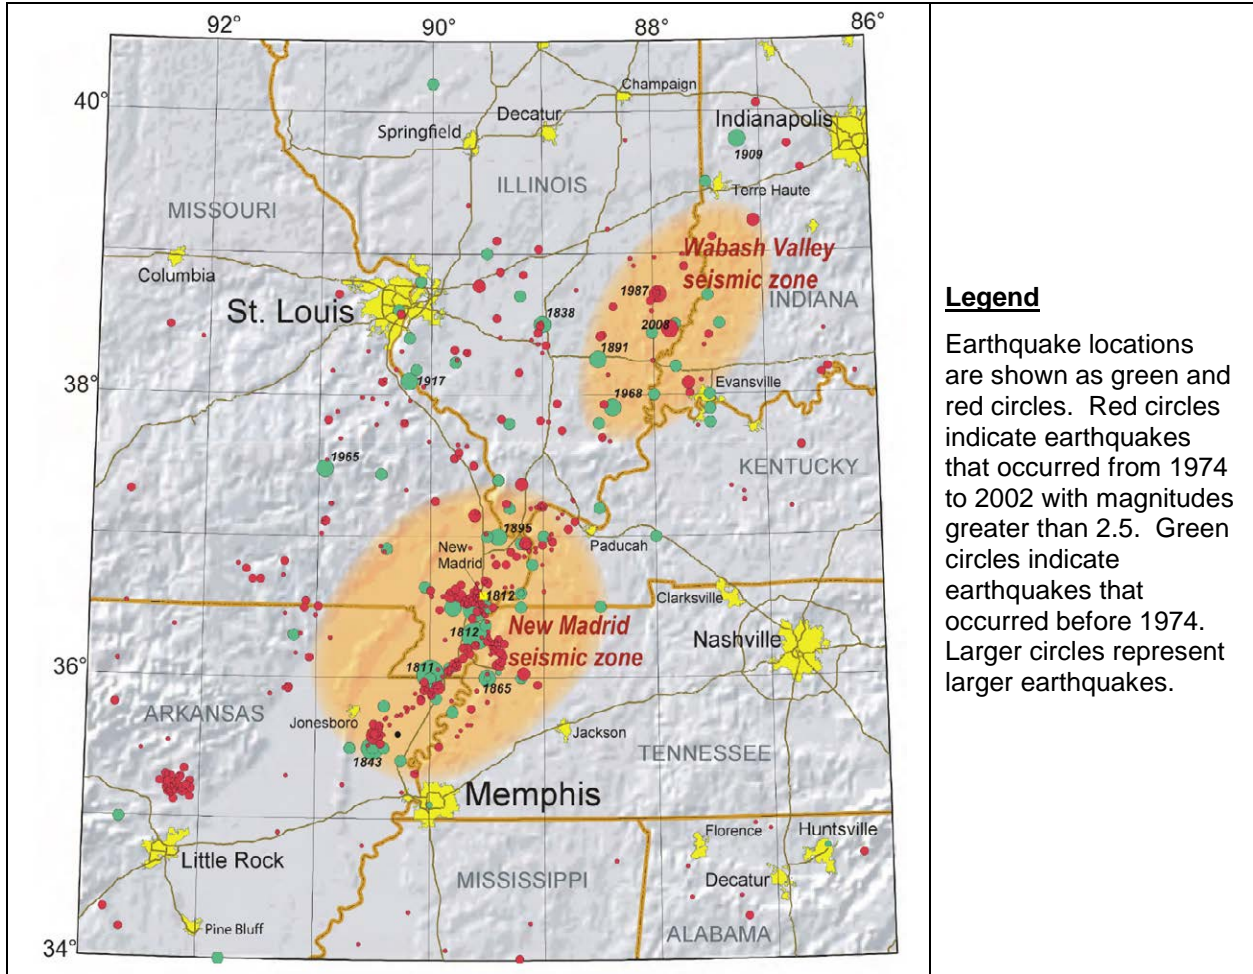 92°
90°
88°
86°
40°
Champaign
Decatur
Springfield
Indianapolis
1909
ILLINOIS
Terre Haute
MISSOURI
Columbia
Wabash Valley
seismic zone
INDIANA
St. Louis
1987
1838
2008
1891
38°
1917
1968
Evansville
1965
KENTUCKY
1895
New
Madrid
Paducah
1812
Clarksville
1812
New Madrid
seismic zone
Nashville
36°
1811
1865
ARKANSAS
Jonesboro
Jackson
TENNESSEE
1843
Memphis
Florence
Huntsville
Little Rock
MISSISSIPPI
Decatur
Pine Bluff
ALABAMA
34°
Legend
Earthquake locations
are shown as green and
red circles. Red circles
indicate earthquakes
that occurred from 1974
to 2002 with magnitudes
greater than 2.5. Green
circles indicate
earthquakes that
occurred before 1974.
Larger circles represent
larger earthquakes.